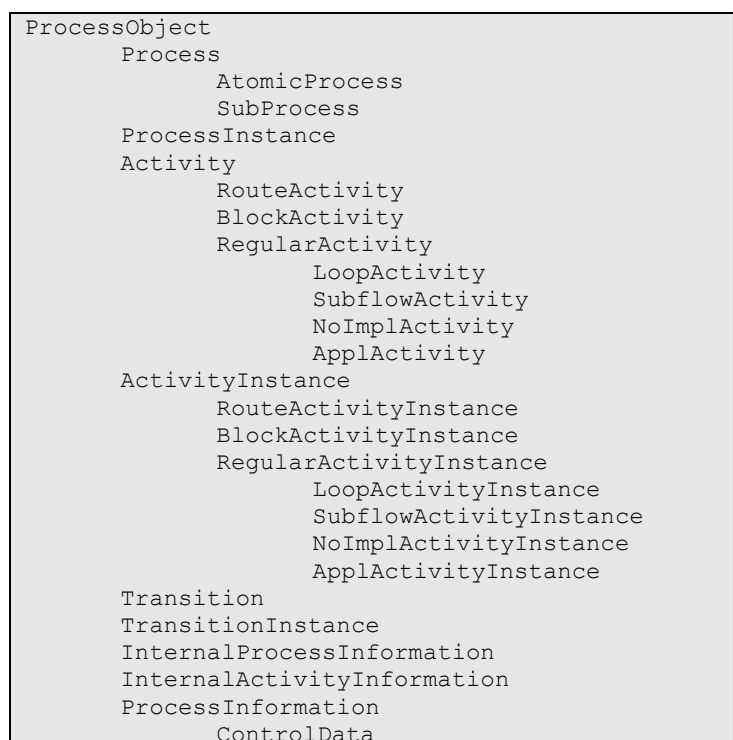 ProcessObject
Process
AtomicProcess
SubProcess
ProcessInstance
Activity
RouteActivity
BlockActivity
RegularActivity
LoopActivity
SubflowActivity
NoImplActivity
ApplActivity
ActivityInstance
RouteActivityInstance
BlockActivityInstance
RegularActivityInstance
LoopActivityInstance
SubflowActivityInstance
NoImplActivityInstance
ApplActivityInstance
Transition
TransitionInstance
InternalProcessInformation
InternalActivityInformation
ProcessInformation
ControlData